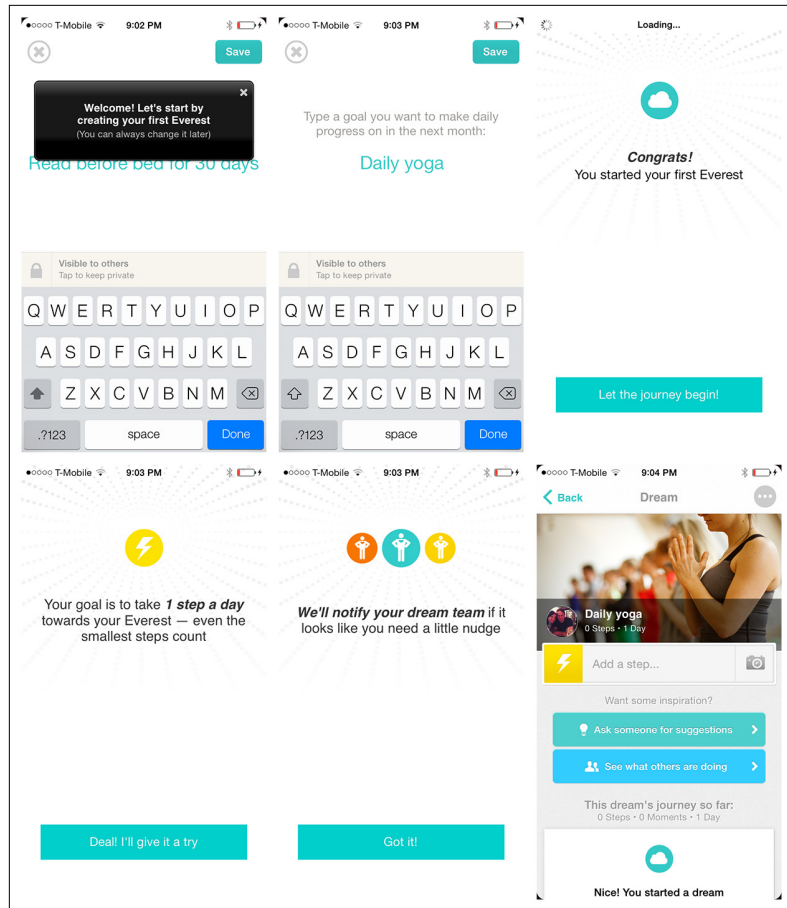 T-Mobile 9:02 PM
Save
Welcome! Let's start by
creating your first Everest
(You can always change it later)
Read before bed for 30 days
Visible to others
Tap to keep private
Q W E R T Y U I O P
A S D F G H J K L
Z X C V B N M
.?123 space Done
T-Mobile 9:03 PM
Save
Type a goal you want to make daily
progress on in the next month:
Daily yoga
Visible to others
Tap to keep private
Q W E R T Y U I O P
A S D F G H J K L
Z X C V B N M
.?123 space Done
Loading...
Congrats!
You started your first Everest
Let the journey begin!
T-Mobile 9:03 PM
Your goal is to take 1 step a day
towards your Everest — even the
smallest steps count
Deal! I'll give it a try
T-Mobile 9:03 PM
We'll notify your dream team if it
looks like you need a little nudge
Got it!
T-Mobile 9:04 PM
Back Dream
Daily yoga
0 Steps • 1 Day
Add a step...
Want some inspiration?
Ask someone for suggestions
See what others are doing
This dream's journey so far:
0 Steps • 0 Moments • 1 Day
Nice! You started a dream